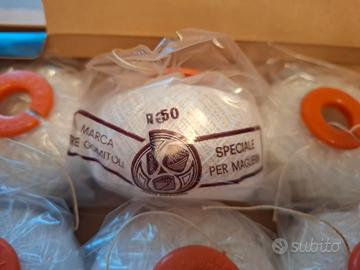 R 50
MARCA
TRE GOMITOLI
SPECIALE
PER MAGLIERIA
subito